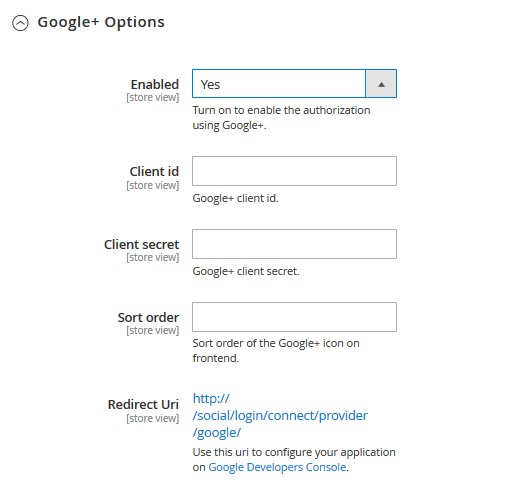 Google+ Options
Enabled
[store view]
Yes
Turn on to enable the authorization
using Google+.
Client id
[store view]
Google+ client id.
Client secret
[store view]
Google+ client secret.
Sort order
[store view]
Sort order of the Google+ icon on
frontend.
Redirect Uri
[store view]
http://
/social/login/connect/provider
/google/
Use this uri to configure your application
on Google Developers Console.